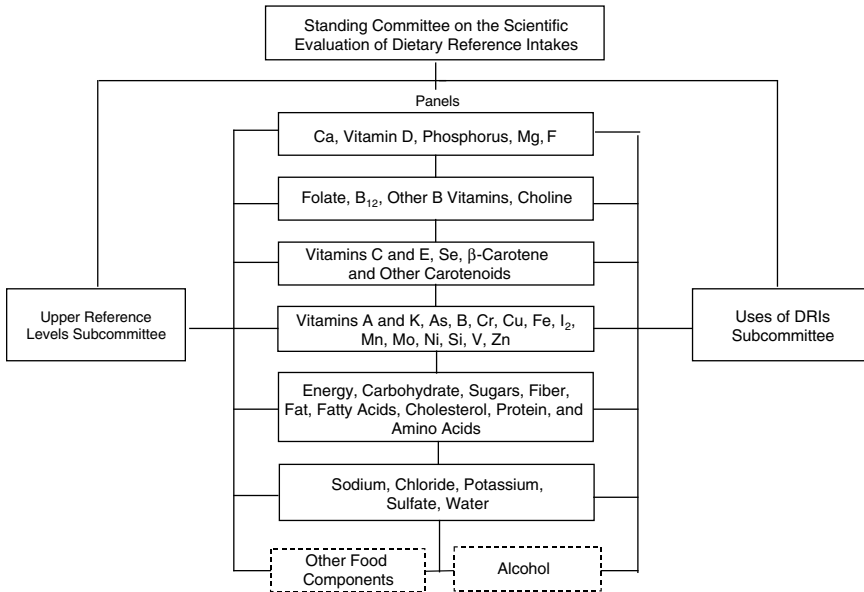 Standing Committee on the Scientific
Evaluation of Dietary Reference Intakes
Panels
Ca, Vitamin D, Phosphorus, Mg, F
Folate, B₁₂, Other B Vitamins, Choline
Vitamins C and E, Se, β-Carotene
and Other Carotenoids
Upper Reference
Levels Subcommittee
Vitamins A and K, As, B, Cr, Cu, Fe, I₂,
Mn, Mo, Ni, Si, V, Zn
Uses of DRIs
Subcommittee
Energy, Carbohydrate, Sugars, Fiber,
Fat, Fatty Acids, Cholesterol, Protein, and
Amino Acids
Sodium, Chloride, Potassium,
Sulfate, Water
Other Food
Components
Alcohol